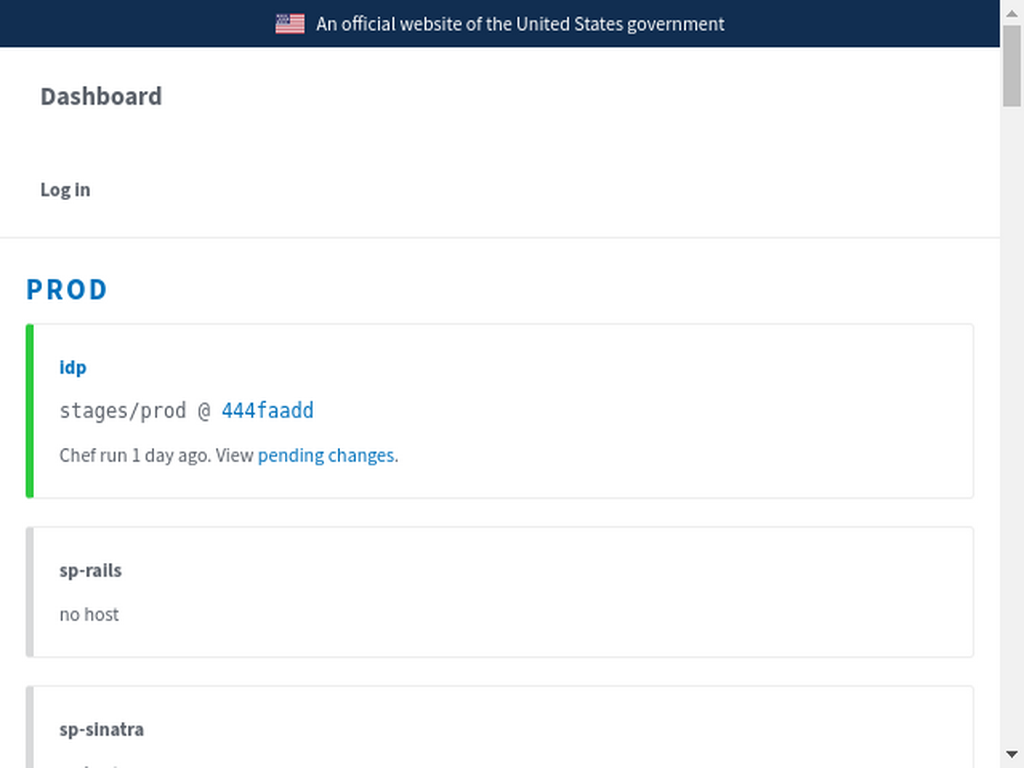 An official website of the United States government
Dashboard
Log in
PROD
idp
stages/prod @ 444faadd
Chef run 1 day ago. View pending changes.
sp-rails
no host
sp-sinatra